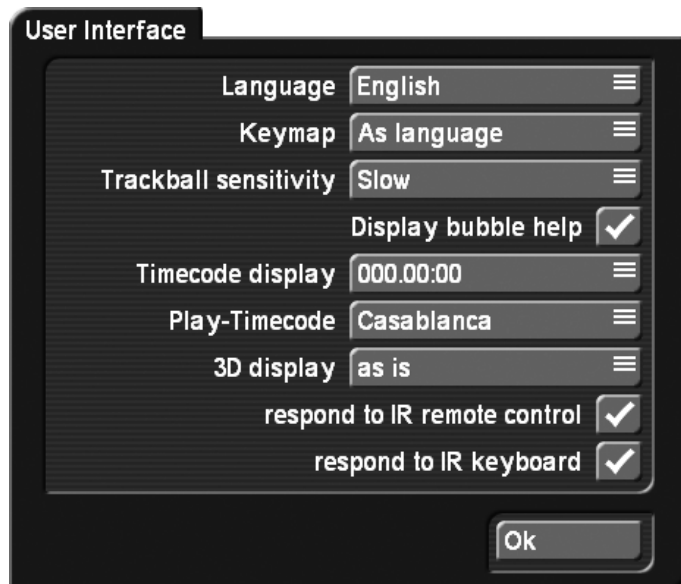 User Interface
Language English
Keymap As language
Trackball sensitivity Slow
Display bubble help
Timecode display 000.00:00
Play-Timecode Casablanca
3D display as is
respond to IR remote control
respond to IR keyboard
Ok